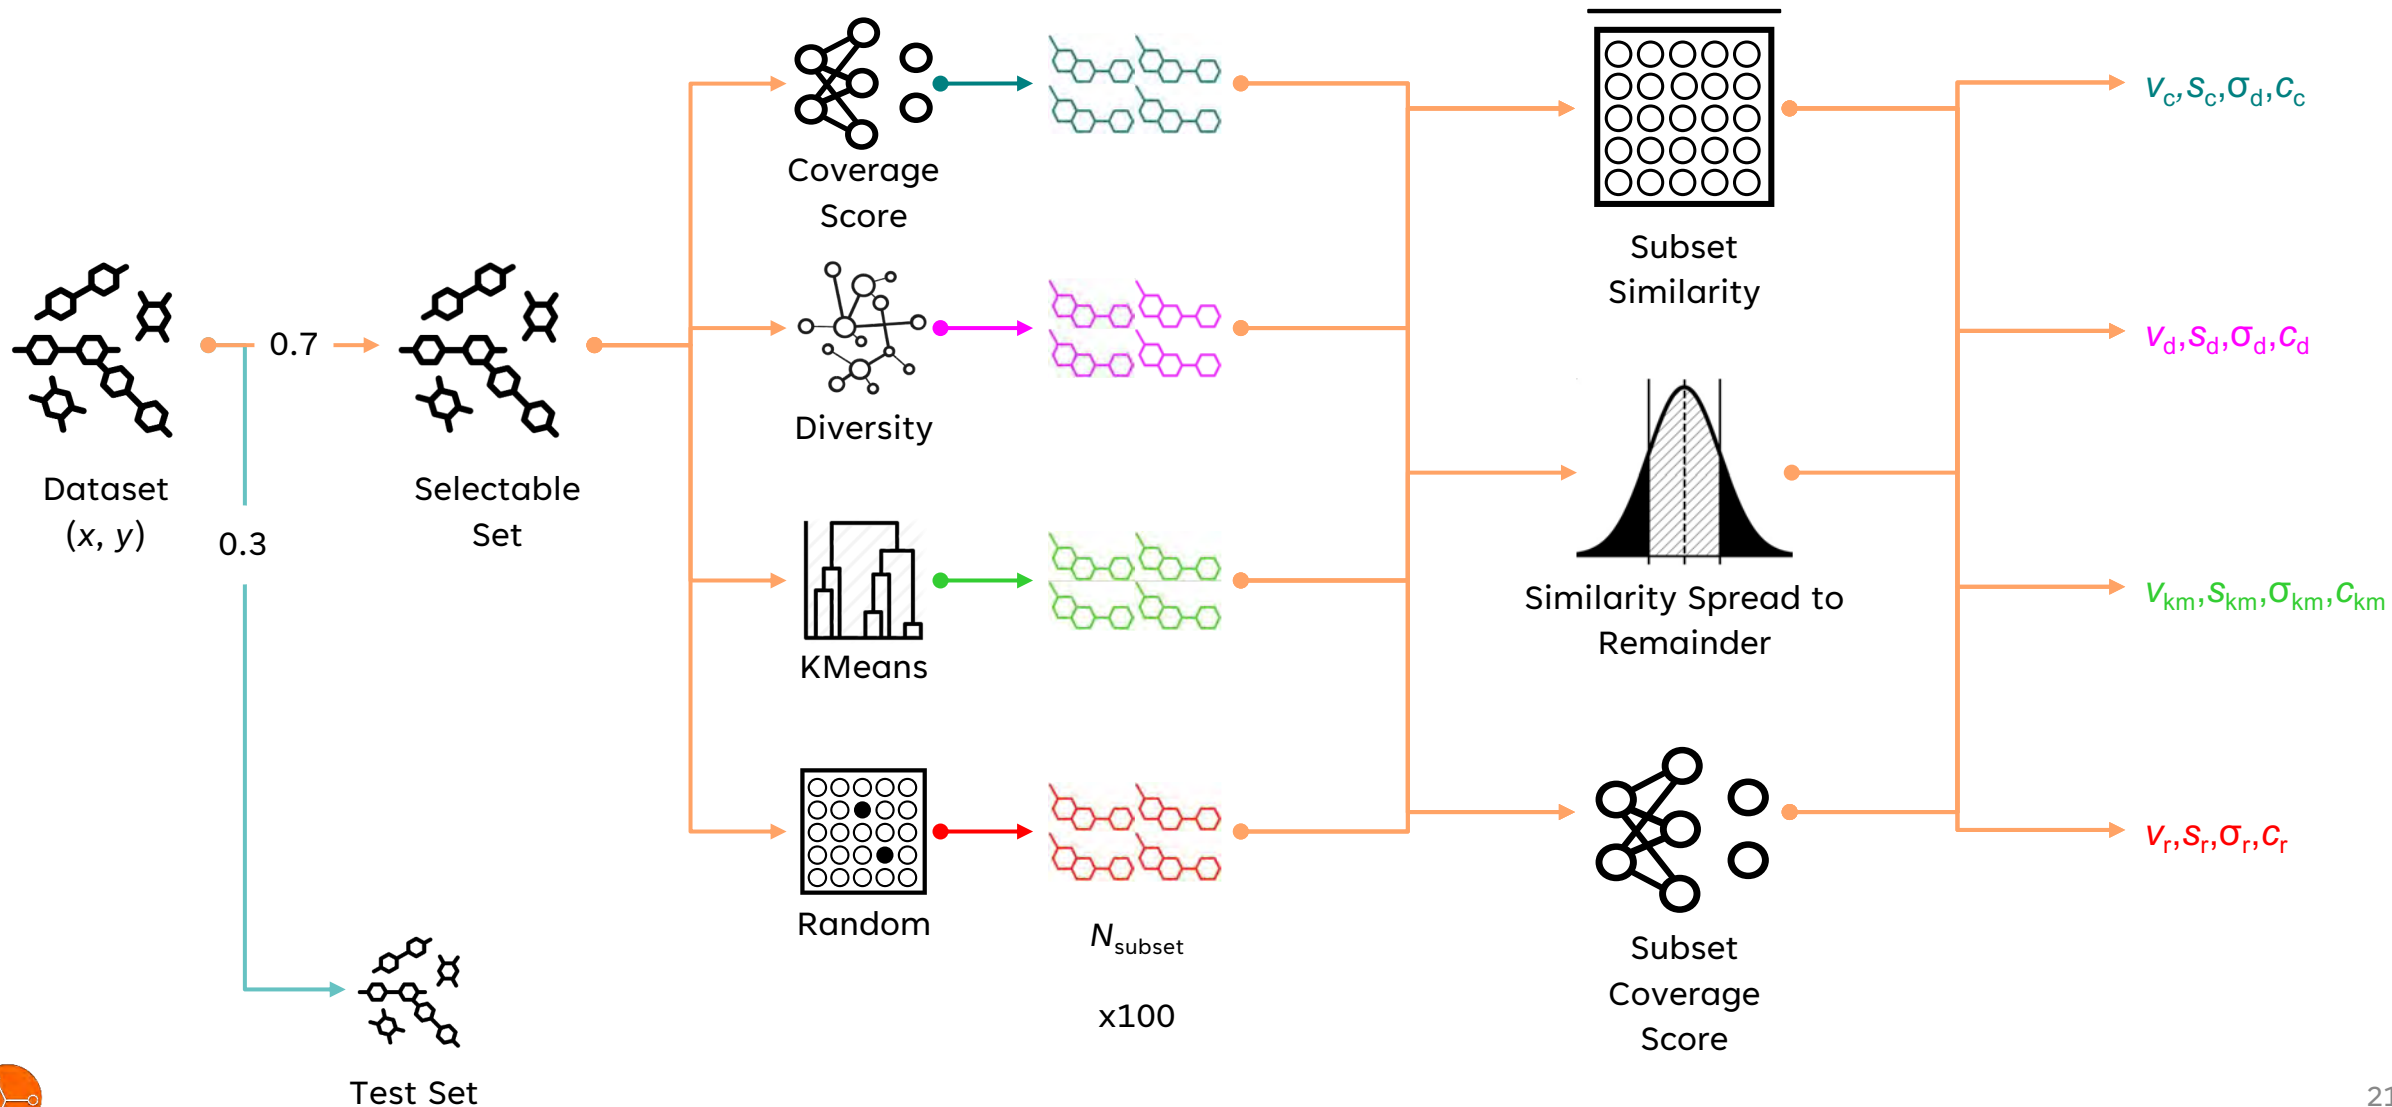 Dataset
(x, y)
0.7
0.3
Selectable
Set
Test Set
Coverage
Score
Diversity
KMeans
Random
N_subset
x100
Subset
Similarity
Similarity Spread to
Remainder
Subset
Coverage
Score
v_c,s_c,σ_d,c_c
v_d,s_d,σ_d,c_d
v_km,s_km,σ_km,c_km
v_r,s_r,σ_r,c_r
21